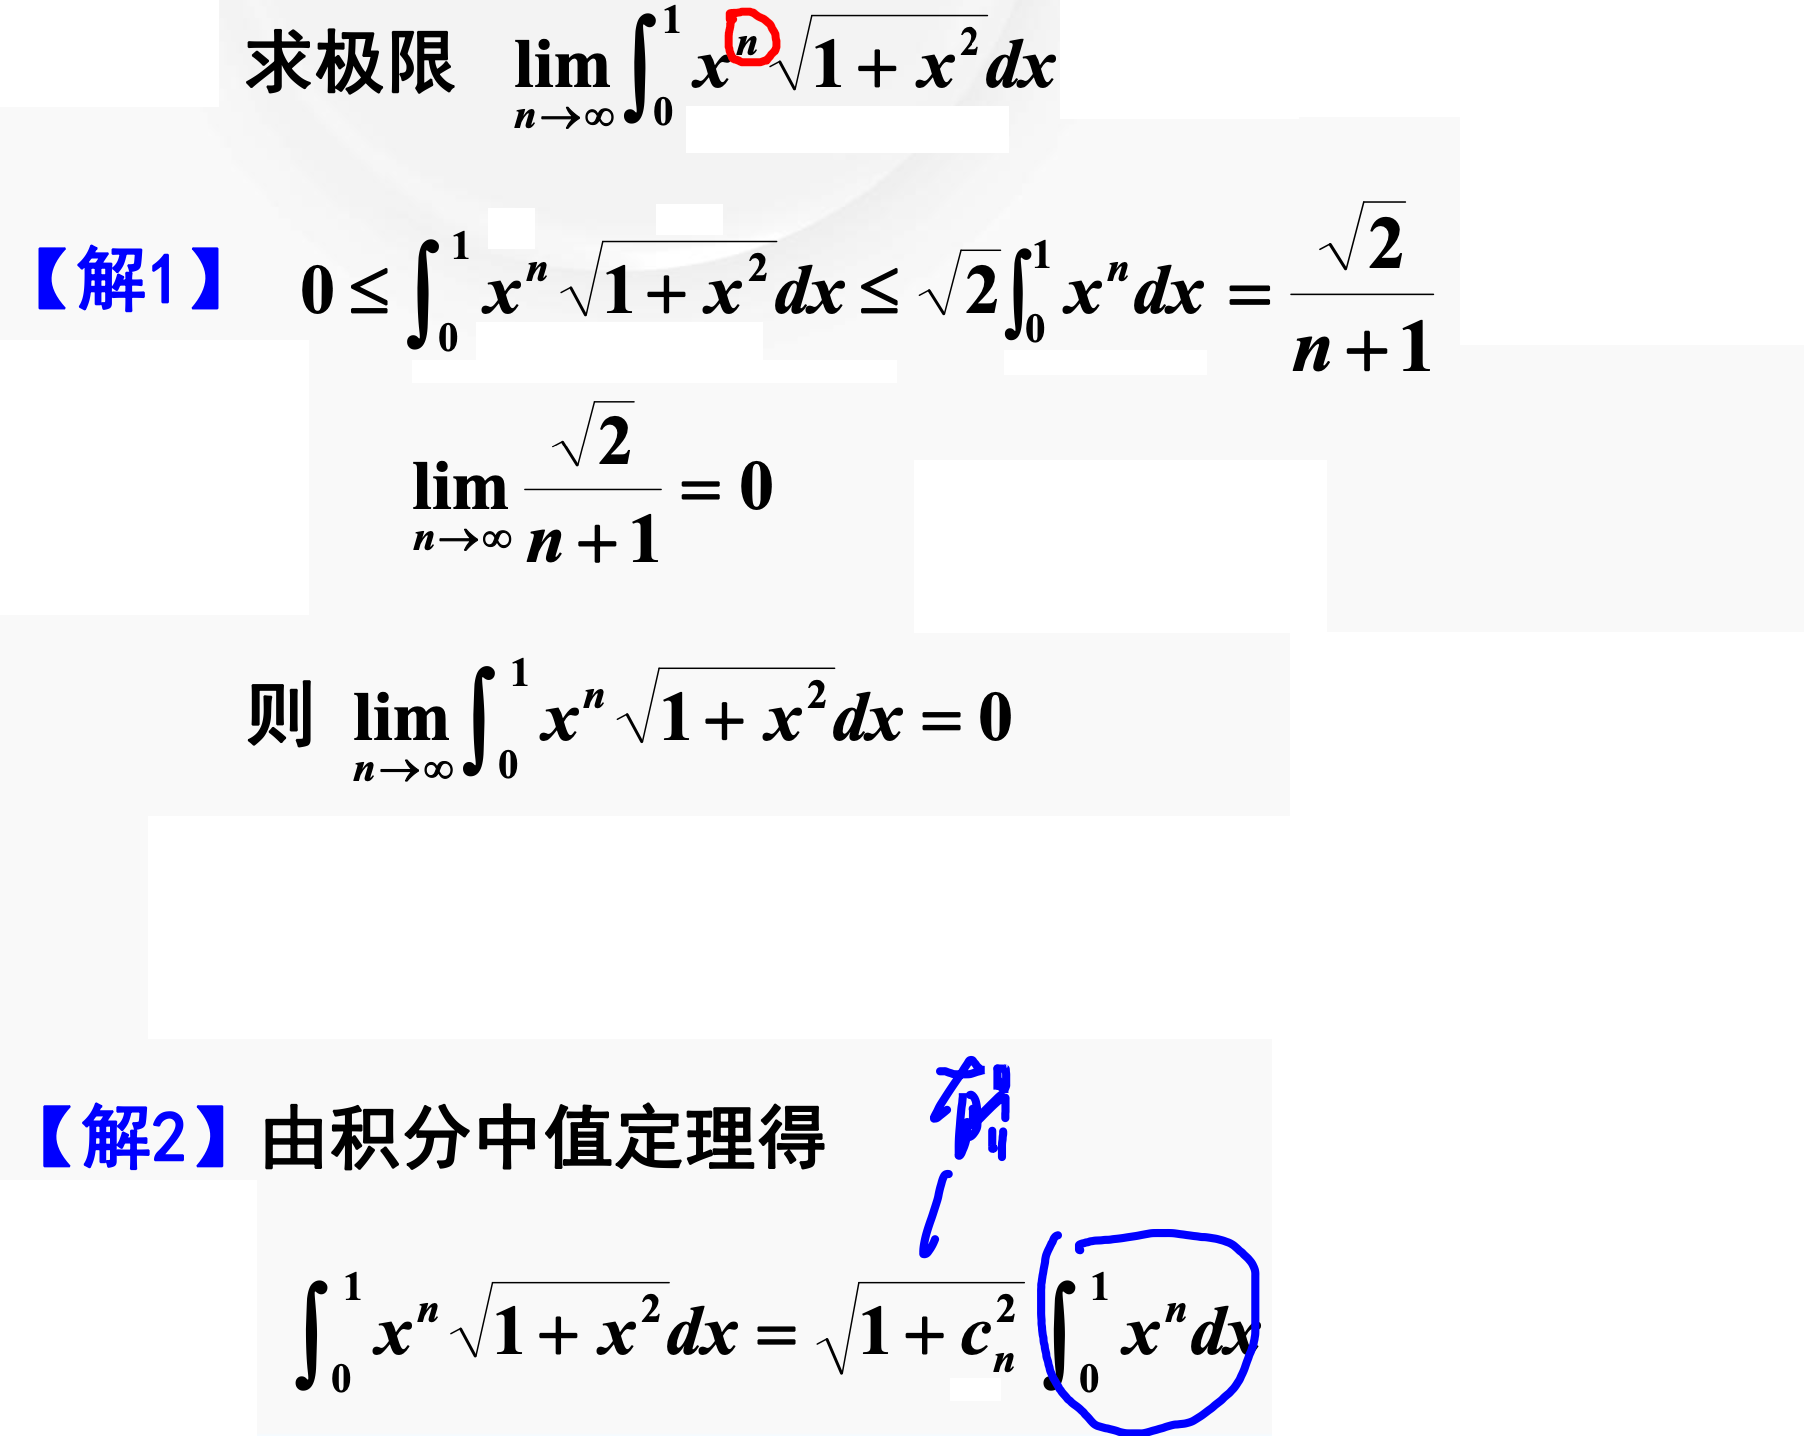 求极限 $\lim_{n\to\infty}\int_0^1 x^n\sqrt{1+x^2}dx$
【解1】 $0\le\int_0^1 x^n\sqrt{1+x^2}dx\le\sqrt{2}\int_0^1 x^n dx=\frac{\sqrt{2}}{n+1}$
$\lim_{n\to\infty}\frac{\sqrt{2}}{n+1}=0$
则 $\lim_{n\to\infty}\int_0^1 x^n\sqrt{1+x^2}dx=0$
【解2】由积分中值定理得
$\int_0^1 x^n\sqrt{1+x^2}dx=\sqrt{1+c_n^2}\int_0^1 x^n dx$